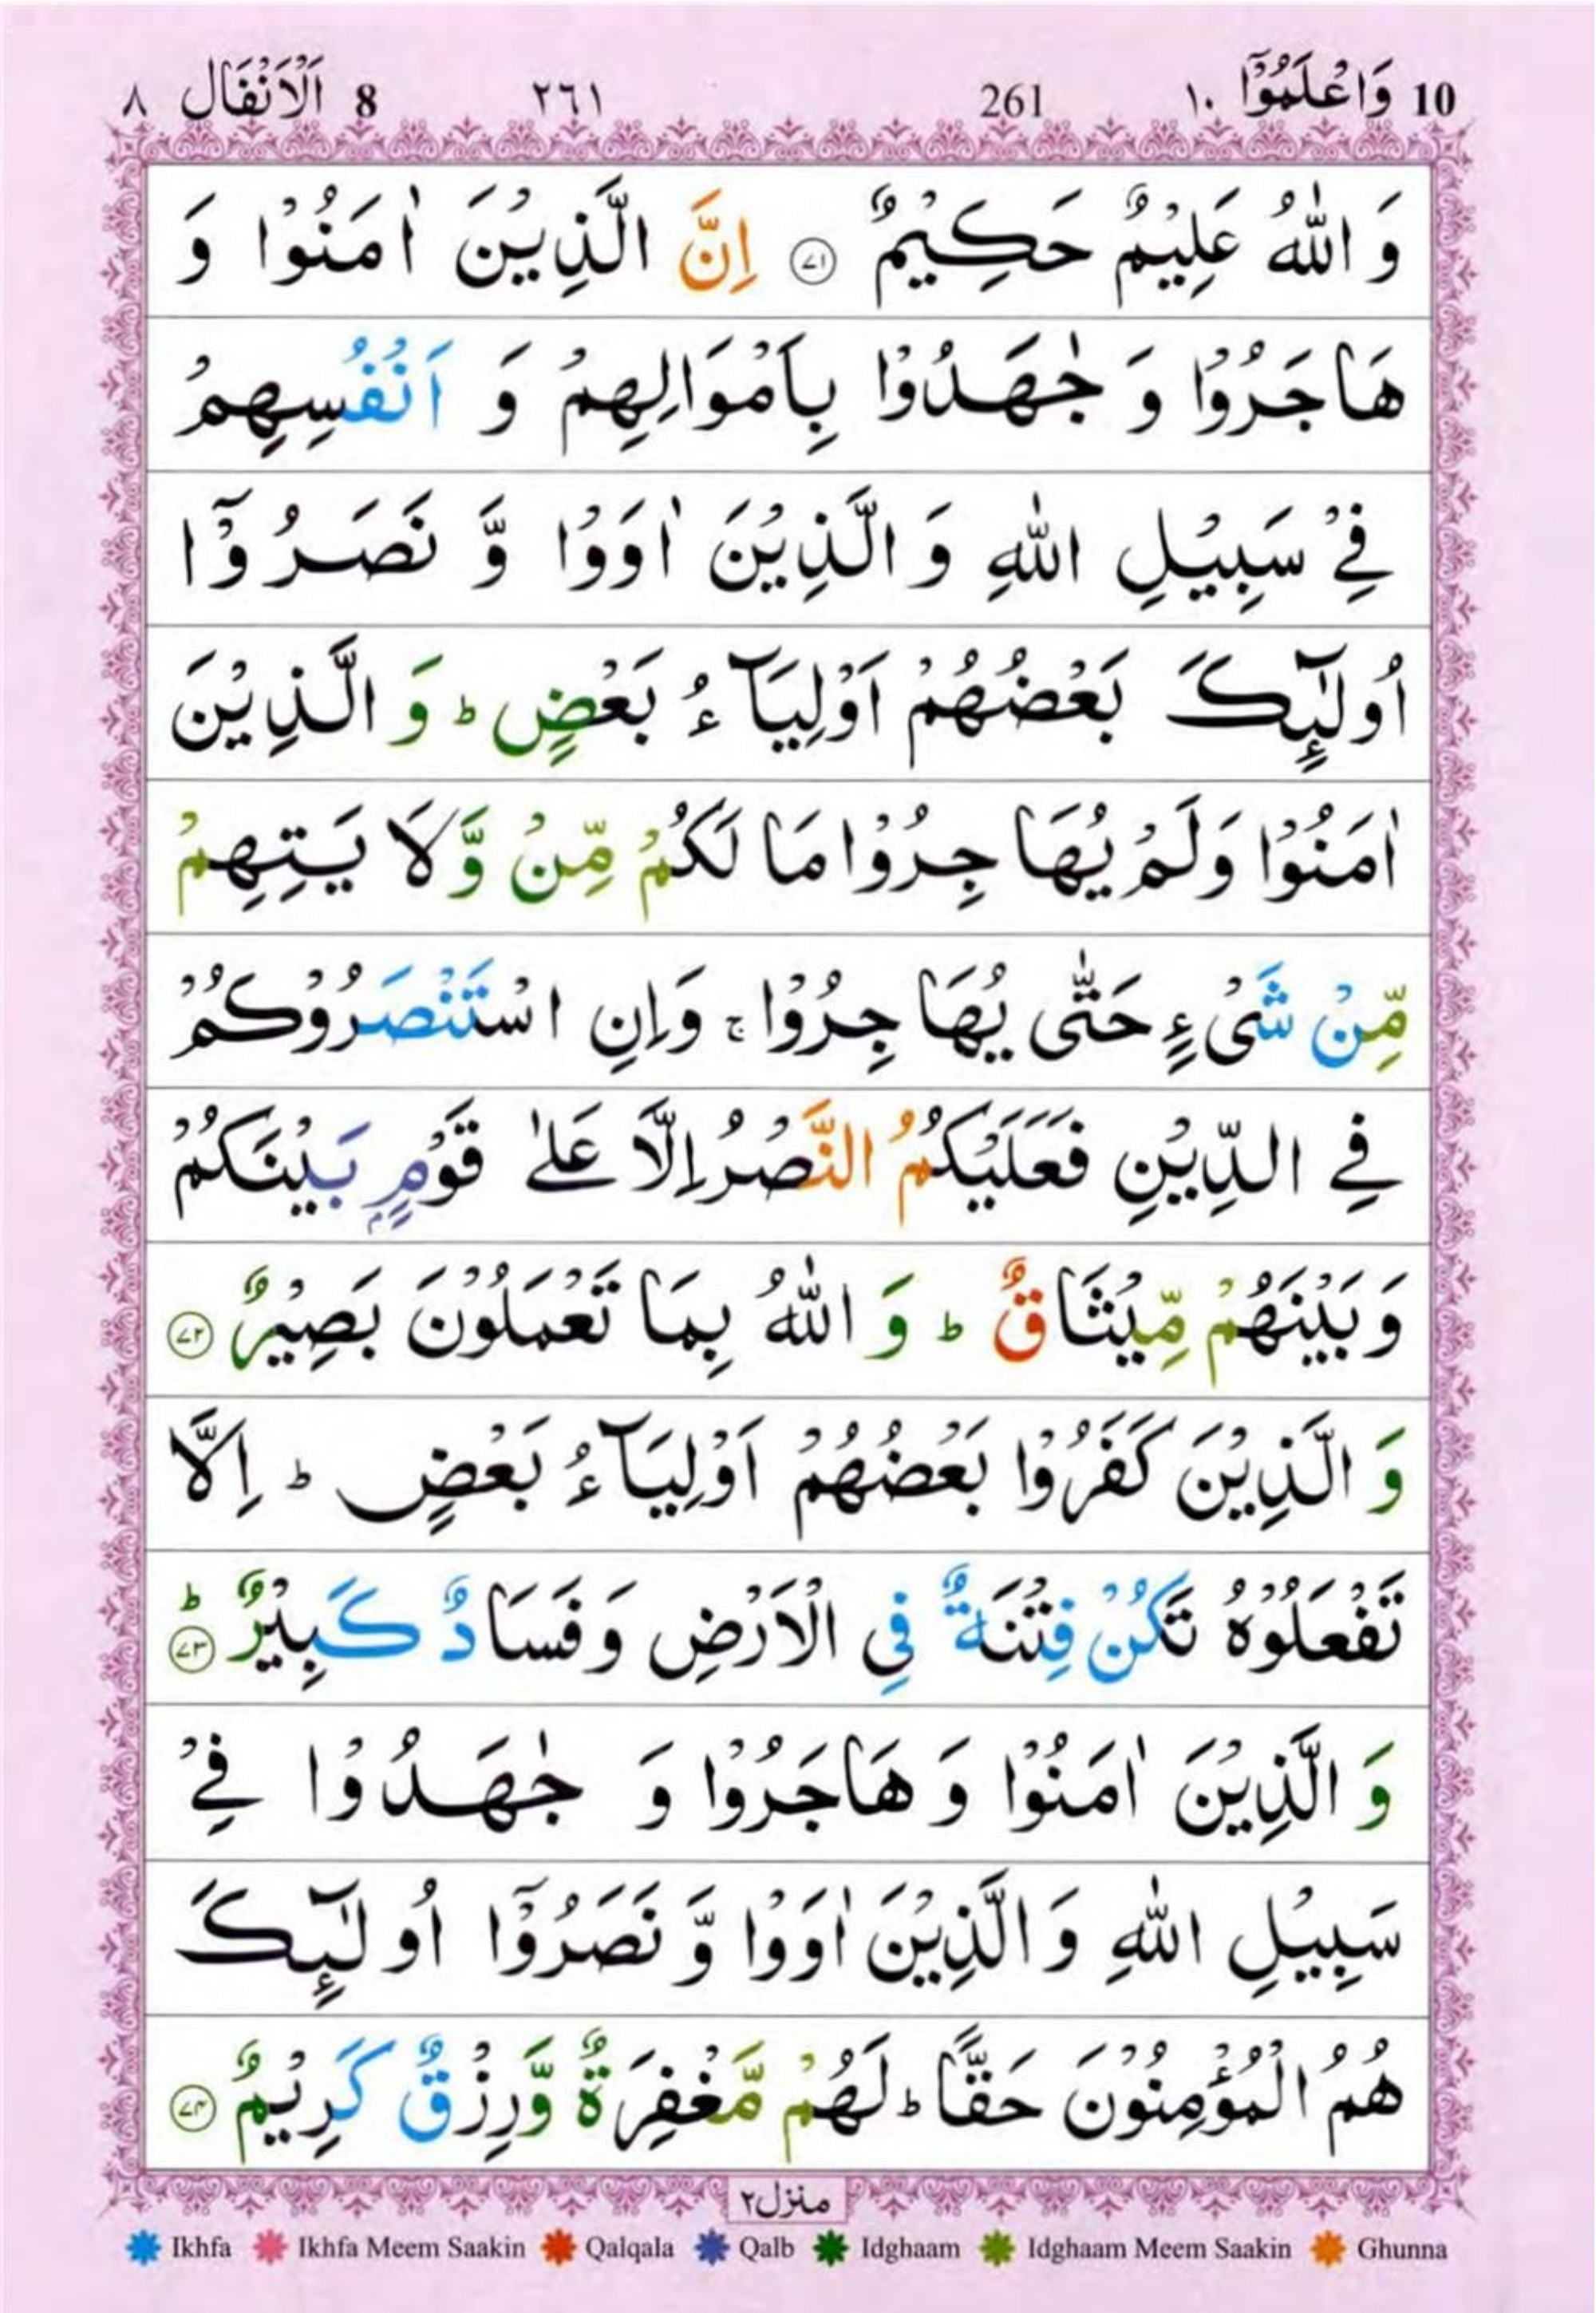 10 وَاعْلَمُوْۤا ١٠ 261 ٢٦١ 8 اَلْاَنْفَال ٨
وَ اللّٰهُ عَلِیْمٌ حَكِیْمٌ ۝٧١ اِنَّ الَّذِیْنَ اٰمَنُوْا وَ
هَاجَرُوْا وَ جٰهَدُوْا بِاَمْوَالِهِمْ وَ اَنْفُسِهِمْ
فِیْ سَبِیْلِ اللّٰهِ وَ الَّذِیْنَ اٰوَوْا وَّ نَصَرُوْۤا
اُولٰٓىِٕكَ بَعْضُهُمْ اَوْلِیَآءُ بَعْضٍ ؕ وَ الَّذِیْنَ
اٰمَنُوْا وَلَمْ یُهَاجِرُوْا مَا لَكُمْ مِّنْ وَّلَا یَتِهِمْ
مِّنْ شَیْءٍ حَتّٰی یُهَاجِرُوْا ۚ وَاِنِ اسْتَنْصَرُوْكُمْ
فِی الدِّیْنِ فَعَلَیْكُمُ النَّصْرُ اِلَّا عَلٰی قَوْمٍۭ بَیْنَكُمْ
وَبَیْنَهُمْ مِّیْثَاقٌ ؕ وَ اللّٰهُ بِمَا تَعْمَلُوْنَ بَصِیْرٌ ۝٧٢
وَ الَّذِیْنَ كَفَرُوْا بَعْضُهُمْ اَوْلِیَآءُ بَعْضٍ ؕ اِلَّا
تَفْعَلُوْهُ تَكُنْ فِتْنَةٌ فِی الْاَرْضِ وَفَسَادٌ كَبِیْرٌ ؕ۝٧٣
وَ الَّذِیْنَ اٰمَنُوْا وَ هَاجَرُوْا وَ جٰهَدُوْا فِیْ
سَبِیْلِ اللّٰهِ وَ الَّذِیْنَ اٰوَوْا وَّ نَصَرُوْۤا اُولٰٓىِٕكَ
هُمُ الْمُؤْمِنُوْنَ حَقًّا ؕ لَهُمْ مَّغْفِرَةٌ وَّرِزْقٌ كَرِیْمٌ ۝٧٤
منزل٢
Ikhfa Ikhfa Meem Saakin Qalqala Qalb Idghaam Idghaam Meem Saakin Ghunna